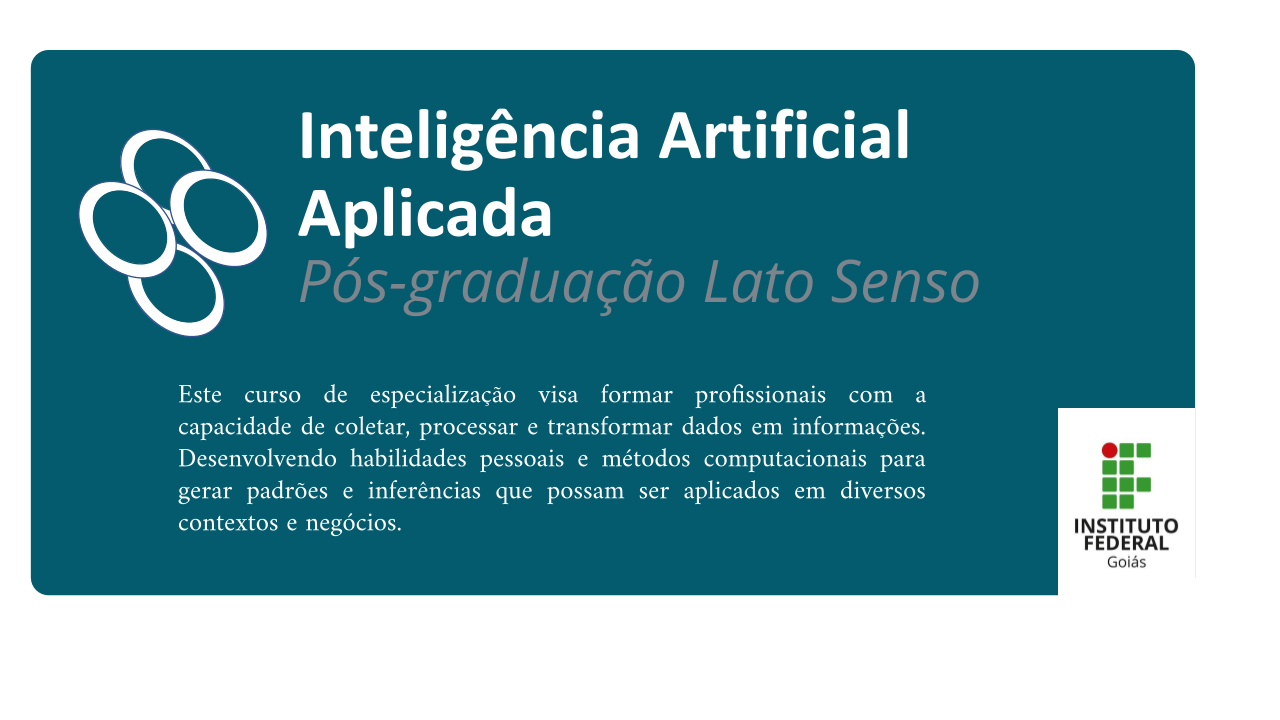 Inteligência Artificial
Aplicada
Pós-graduação Lato Senso
Este curso de especialização visa formar profissionais com a
capacidade de coletar, processar e transformar dados em informações.
Desenvolvendo habilidades pessoais e métodos computacionais para
gerar padrões e inferências que possam ser aplicados em diversos
contextos e negócios.
INSTITUTO
FEDERAL
Goiás